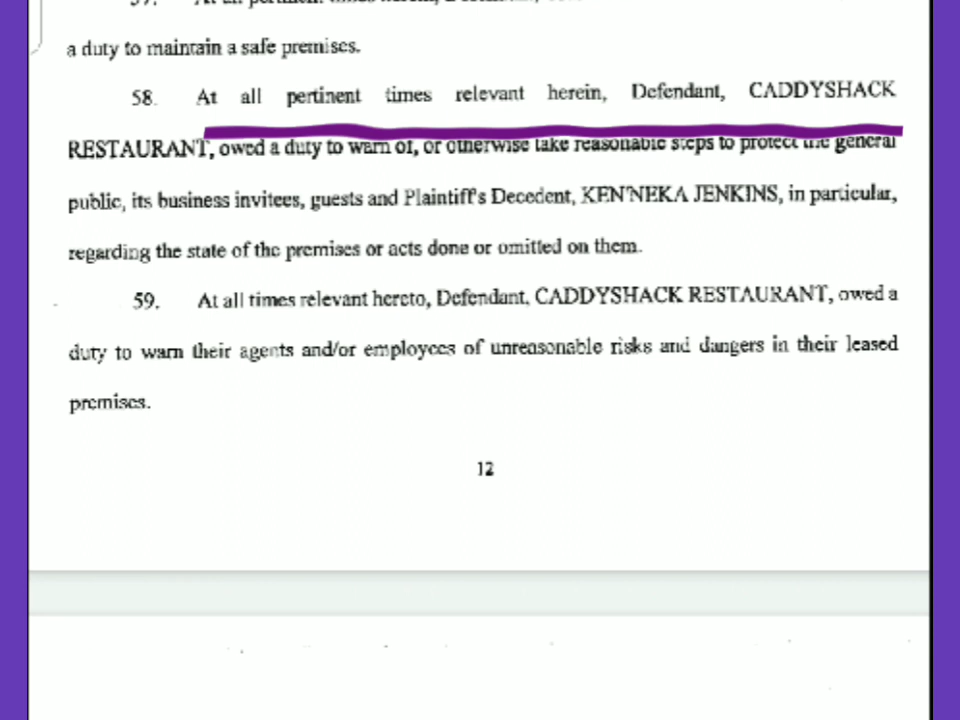 a duty to maintain a safe premises.
58. At all pertinent times relevant herein, Defendant, CADDYSHACK
RESTAURANT, owed a duty to warn of, or otherwise take reasonable steps to protect the general
public, its business invitees, guests and Plaintiff's Decedent, KENNEKA JENKINS, in particular,
regarding the state of the premises or acts done or omitted on them.
59. At all times relevant hereto, Defendant, CADDYSHACK RESTAURANT, owed a
duty to warn their agents and/or employees of unreasonable risks and dangers in their leased
premises.
12